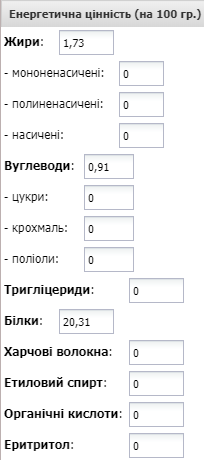 Енергетична цінність (на 100 гр.)
Жири: 1,73
- мононенасичені: 0
- полиненасичені: 0
- насичені: 0
Вуглеводи: 0,91
- цукри: 0
- крохмаль: 0
- поліоли: 0
Тригліцериди: 0
Білки: 20,31
Харчові волокна: 0
Етиловий спирт: 0
Органічні кислоти: 0
Еритритол: 0